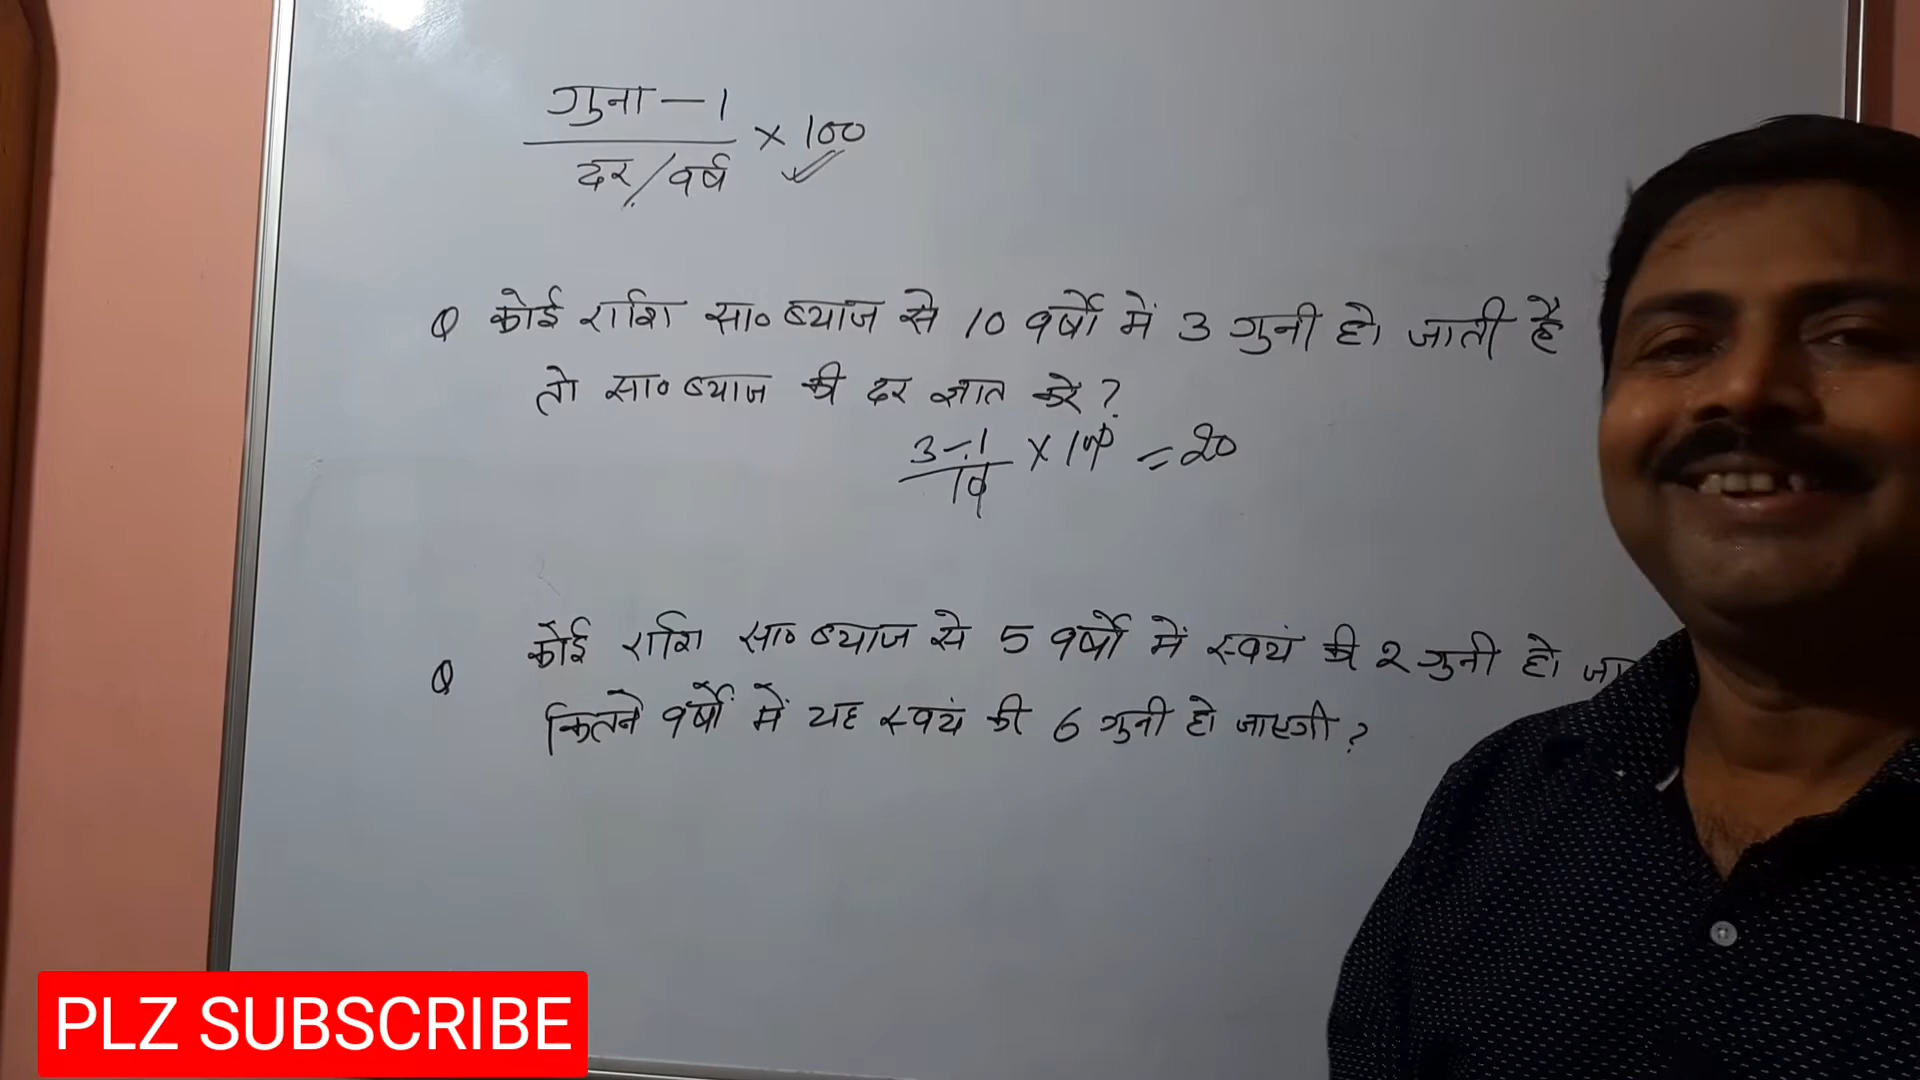 गुना - 1
दर/वर्ष × 100
Q कोई राशि सा० ब्याज से 10 वर्षो में 3 गुनी हो जाती है
तो सा० ब्याज की दर ज्ञात करे?
3-1
10 × 100 = 20
Q कोई राशि सा० ब्याज से 5 वर्षो में स्वयं की 2 गुनी हो जा
कितने वर्षों में यह स्वयं की 6 गुनी हो जाएगी?
PLZ SUBSCRIBE